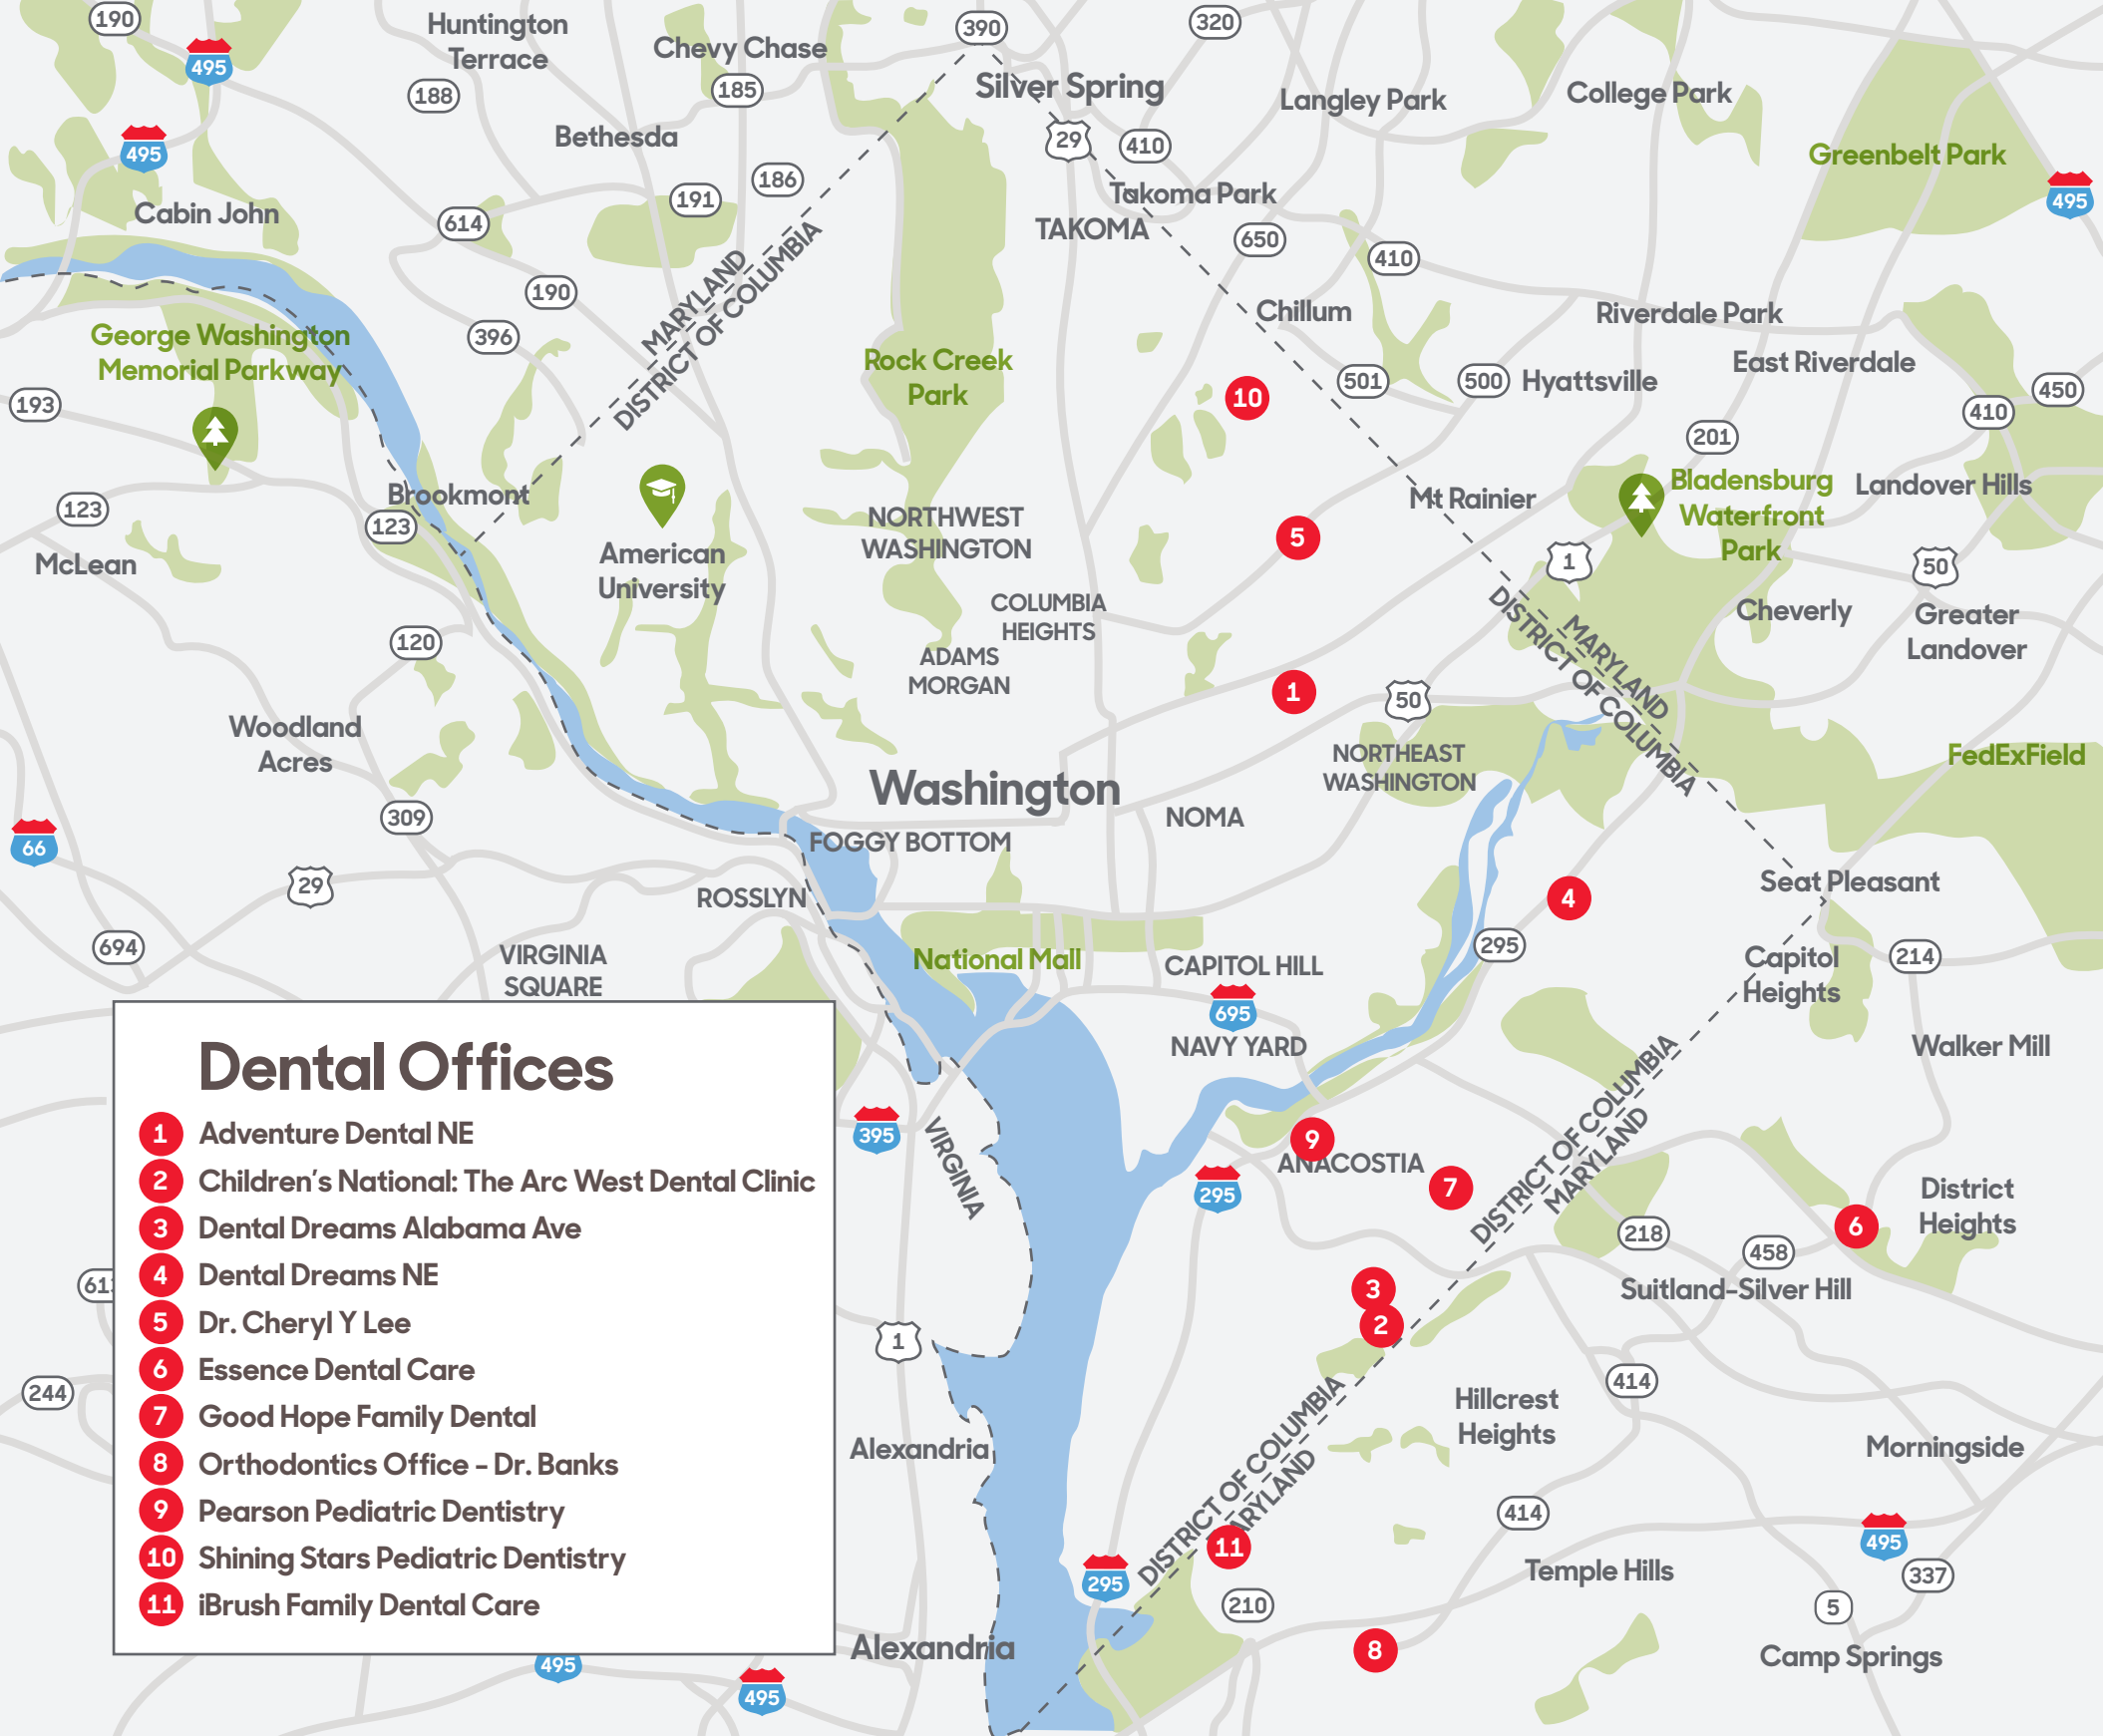 190
495
Huntington
Terrace
Chevy Chase
390
320
188
185
Silver Spring
Langley Park
College Park
495
Bethesda
29
410
Greenbelt Park
186
191
Takoma Park
495
Cabin John
614
TAKOMA
650
410
MARYLAND
DISTRICT OF COLUMBIA
190
Chillum
Riverdale Park
George Washington
Memorial Parkway
396
Rock Creek
Park
East Riverdale
193
10
501
500
Hyattsville
450
410
201
Brookmont
Mt Rainier
Bladensburg
Waterfront
Park
Landover Hills
123
123
NORTHWEST
WASHINGTON
5
McLean
American
University
1
50
COLUMBIA
HEIGHTS
MARYLAND
DISTRICT OF COLUMBIA
Cheverly
Greater
Landover
120
ADAMS
MORGAN
1
50
Woodland
Acres
NORTHEAST
WASHINGTON
FedExField
Washington
309
NOMA
66
FOGGY BOTTOM
29
ROSSLYN
4
Seat Pleasant
694
VIRGINIA
SQUARE
National Mall
CAPITOL HILL
295
Capitol
Heights
214
695
NAVY YARD
Walker Mill
DISTRICT OF COLUMBIA
MARYLAND
Dental Offices
1 Adventure Dental NE
2 Children's National: The Arc West Dental Clinic
3 Dental Dreams Alabama Ave
4 Dental Dreams NE
5 Dr. Cheryl Y Lee
6 Essence Dental Care
7 Good Hope Family Dental
8 Orthodontics Office - Dr. Banks
9 Pearson Pediatric Dentistry
10 Shining Stars Pediatric Dentistry
11 iBrush Family Dental Care
395
VIRGINIA
9
ANACOSTIA
295
7
District
Heights
218
6
458
613
3
Suitland-Silver Hill
2
1
244
414
Hillcrest
Heights
DISTRICT OF COLUMBIA
MARYLAND
Alexandria
Morningside
414
495
11
295
Temple Hills
337
210
5
Alexandria
8
Camp Springs
495
495